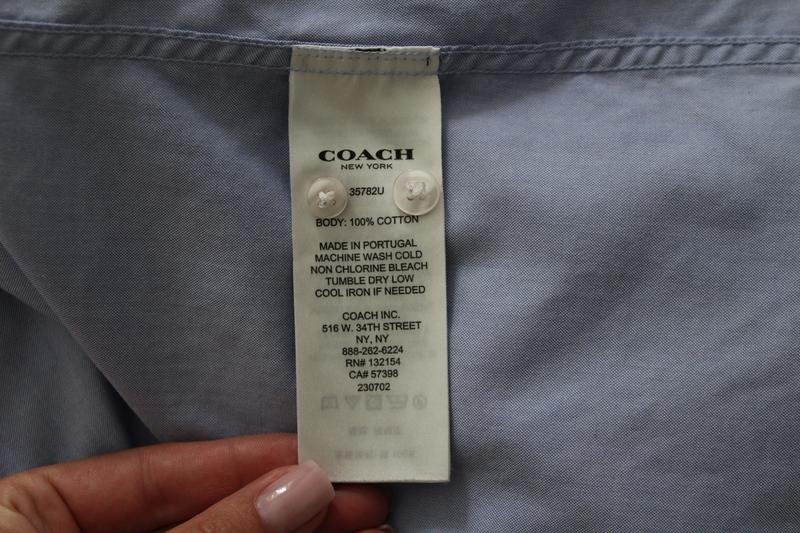 COACH
NEW YORK
35782U
BODY: 100% COTTON
MADE IN PORTUGAL
MACHINE WASH COLD
NON CHLORINE BLEACH
TUMBLE DRY LOW
COOL IRON IF NEEDED
COACH INC.
516 W. 34TH STREET
NY, NY
888-262-6224
RN# 132154
CA# 57398
230702